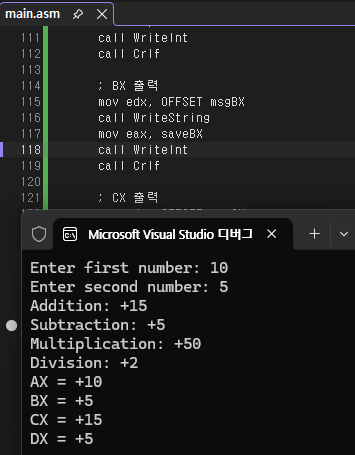 main.asm
111 call WriteInt
112 call Crlf
113
114 ; BX 출력
115 mov edx, OFFSET msgBX
116 call WriteString
117 mov eax, saveBX
118 call WriteInt
119 call Crlf
120
121 ; CX 출력
Microsoft Visual Studio 디버그
Enter first number: 10
Enter second number: 5
Addition: +15
Subtraction: +5
Multiplication: +50
Division: +2
AX = +10
BX = +5
CX = +15
DX = +5